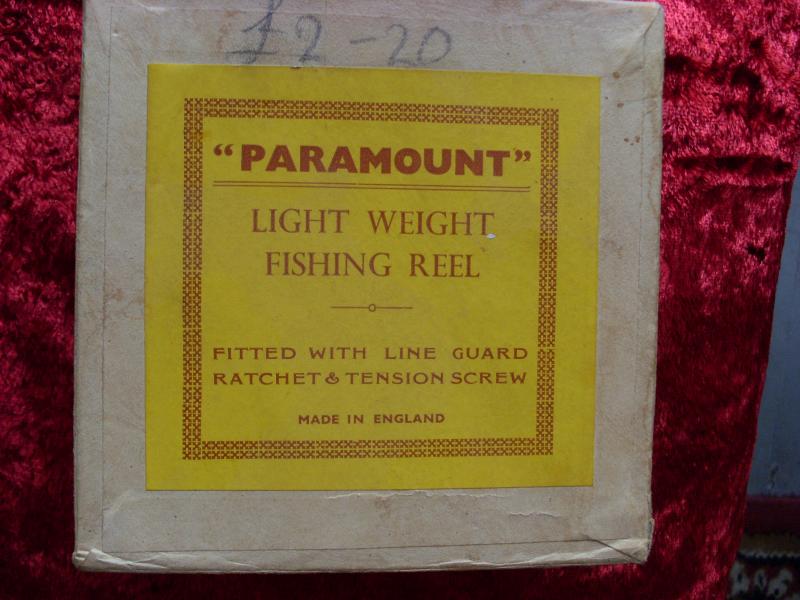 £2-20
“PARAMOUNT”
LIGHT WEIGHT
FISHING REEL
FITTED WITH LINE GUARD
RATCHET & TENSION SCREW
MADE IN ENGLAND